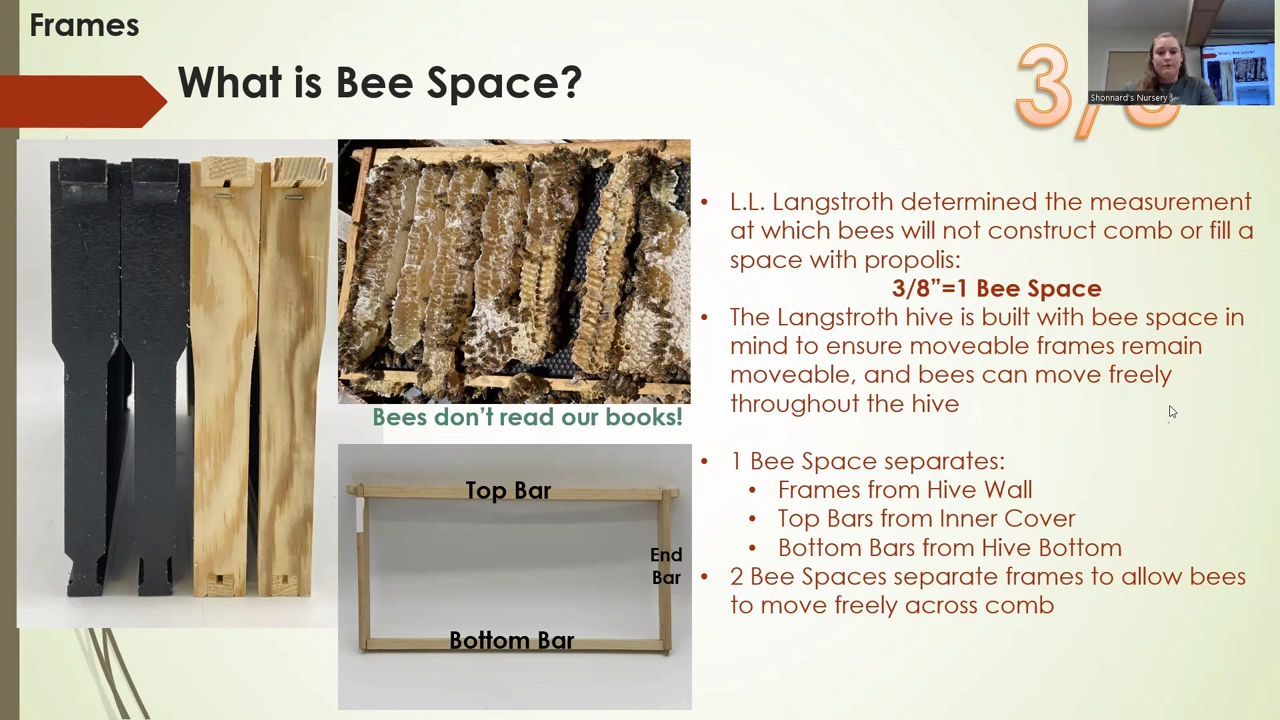 Frames
What is Bee Space?
3/8
Shonnard's Nursery
• L.L. Langstroth determined the measurement
at which bees will not construct comb or fill a
space with propolis:
3/8”=1 Bee Space
• The Langstroth hive is built with bee space in
mind to ensure moveable frames remain
moveable, and bees can move freely
throughout the hive
Bees don’t read our books!
• 1 Bee Space separates:
• Frames from Hive Wall
• Top Bars from Inner Cover
• Bottom Bars from Hive Bottom
• 2 Bee Spaces separate frames to allow bees
to move freely across comb
Top Bar
End
Bar
Bottom Bar